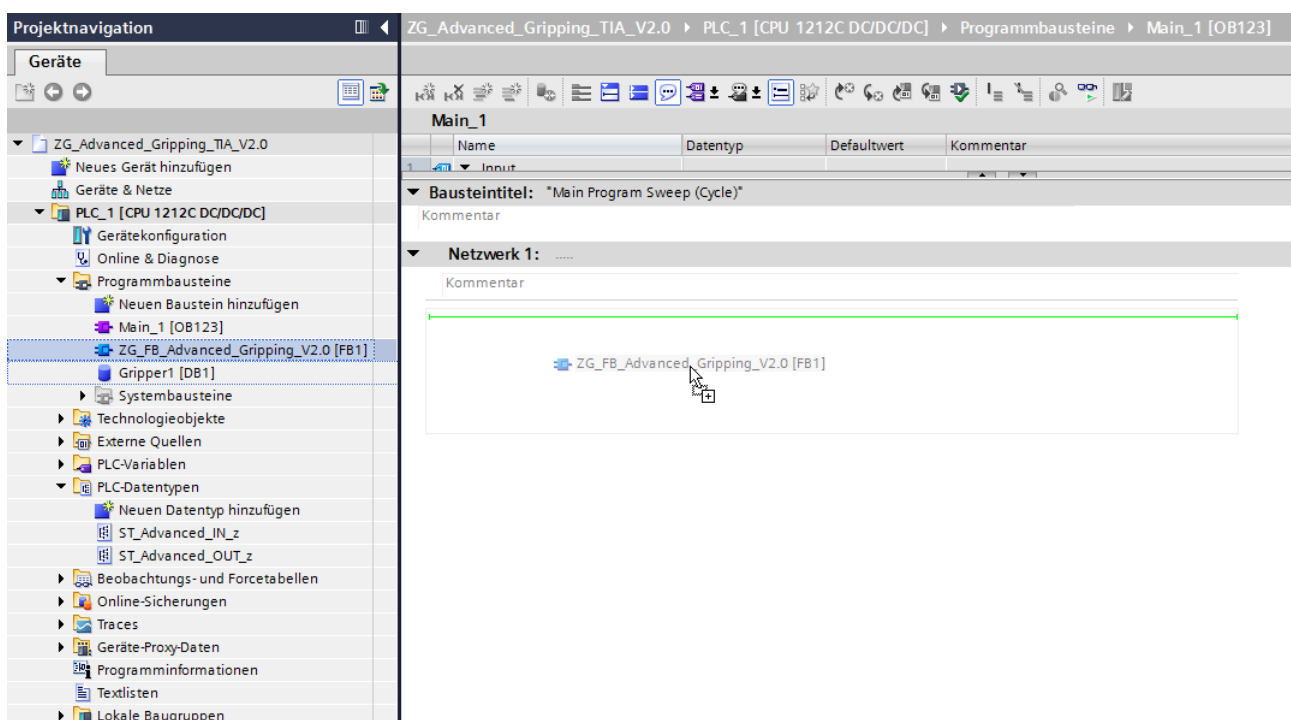 Projektnavigation
Geräte
ZG_Advanced_Gripping_TIA_V2.0
Neues Gerät hinzufügen
Geräte & Netze
PLC_1 [CPU 1212C DC/DC/DC]
Gerätekonfiguration
Online & Diagnose
Programmbausteine
Neuen Baustein hinzufügen
Main_1 [OB123]
ZG_FB_Advanced_Gripping_V2.0 [FB1]
Gripper1 [DB1]
Systembausteine
Technologieobjekte
Externe Quellen
PLC-Variablen
PLC-Datentypen
Neuen Datentyp hinzufügen
ST_Advanced_IN_z
ST_Advanced_OUT_z
Beobachtungs- und Forcetabellen
Online-Sicherungen
Traces
Geräte-Proxy-Daten
Programminformationen
Textlisten
Lokale Baugruppen
ZG_Advanced_Gripping_TIA_V2.0 PLC_1 [CPU 1212C DC/DC/DC] Programmbausteine Main_1 [OB123]
Main_1
Name Datentyp Defaultwert Kommentar
1 Input
Bausteintitel: "Main Program Sweep (Cycle)"
Kommentar
Netzwerk 1: .....
Kommentar
ZG_FB_Advanced_Gripping_V2.0 [FB1]